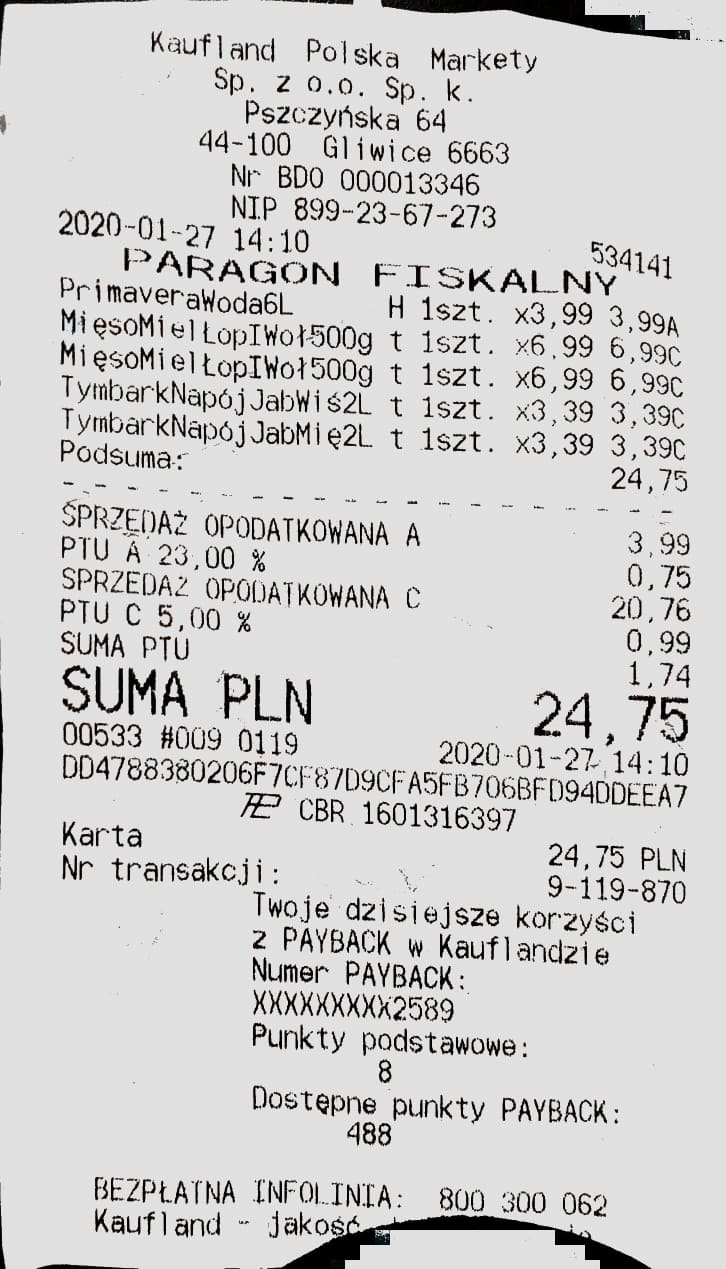 Kaufland Polska Markety
Sp. z o.o. Sp. k.
Pszczyńska 64
44-100 Gliwice 6663
Nr BDO 000013346
NIP 899-23-67-273
2020-01-27 14:10 534141
PARAGON FISKALNY
PrimaveraWoda6L H 1szt. x3,99 3,99A
MięsoMielŁopIWoł500g t 1szt. x6,99 6,99C
MięsoMielŁopIWoł500g t 1szt. x6,99 6,99C
TymbarkNapójJabWiś2L t 1szt. x3,39 3,39C
TymbarkNapójJabMię2L t 1szt. x3,39 3,39C
Podsuma: 24,75
SPRZEDAŻ OPODATKOWANA A 3,99
PTU A 23,00 % 0,75
SPRZEDAŻ OPODATKOWANA C 20,76
PTU C 5,00 % 0,99
SUMA PTU 1,74
SUMA PLN 24,75
00533 #009 0119 2020-01-27 14:10
DD4788380206F7CF87D9CFA5FB706BFD94DDEEA7
CBR 1601316397
Karta 24,75 PLN
Nr transakcji: 9-119-870
Twoje dzisiejsze korzyści
z PAYBACK w Kauflandzie
Numer PAYBACK:
XXXXXXXXX2589
Punkty podstawowe:
8
Dostępne punkty PAYBACK:
488
BEZPŁATNA INFOLINIA: 800 300 062
Kaufland - jakość